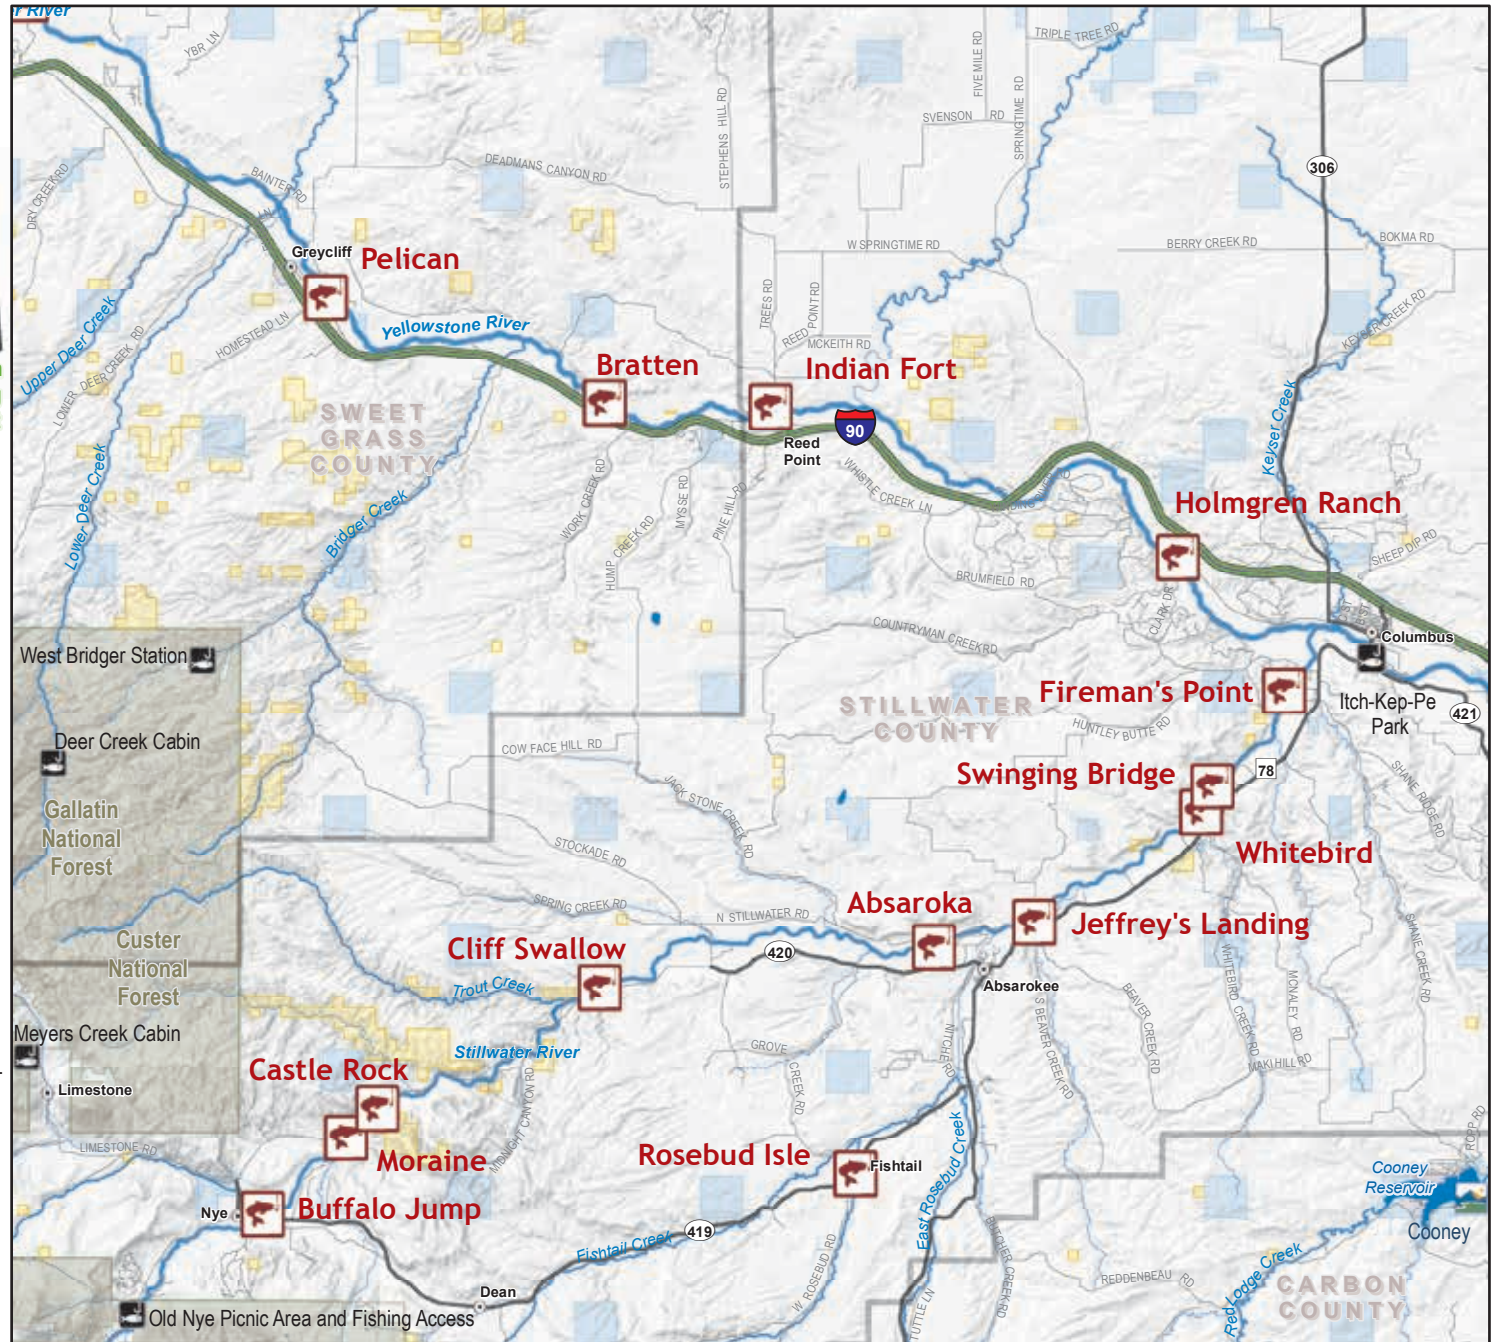 r River
YBR LN
TRIPLE TREE RD
FIVE MILE RD
SVENSON RD
SPRINGTIME RD
STEPHENS HILL RD
DEADMANS CANYON RD
306
DRY CREEK RD
BAINTER RD
LN
Greycliff
Pelican
W SPRINGTIME RD
BERRY CREEK RD
BOKMA RD
Upper Deer Creek
LOWER DEER CREEK RD
HOMESTEAD LN
Yellowstone River
TREES RD
REED POINT RD
MCKEITH RD
KEYSER CREEK RD
Bratten
Indian Fort
90
Reed
Point
SWEET
GRASS
COUNTY
Keyser Creek
Lower Deer Creek
Bridger Creek
WORK CREEK RD
HUMP CREEK RD
MYSSE RD
PINE HILL RD
WHISTLE CREEK LN
Holmgren Ranch
SHEEP DIP RD
BRUMFIELD RD
CLARK DR
COUNTRYMAN CREEK RD
Columbus
West Bridger Station
Fireman's Point
Itch-Kep-Pe
Park
421
STILLWATER
COUNTY
HUNTLEY BUTTE RD
Deer Creek Cabin
COW FACE HILL RD
Swinging Bridge
78
JACK STONE CREEK RD
SHANE RIDGE RD
Gallatin
National
Forest
STOCKADE RD
Whitebird
SPRING CREEK RD
N STILLWATER RD
Absaroka
Jeffrey's Landing
SHANE CREEK RD
Custer
National
Forest
Cliff Swallow
420
Absarokee
Trout Creek
S BEAVER CREEK RD
BEAVER CREEK RD
WHITEBIRD CREEK RD
MCNALEY RD
Meyers Creek Cabin
Stillwater River
GROVE CREEK RD
NITCHE RD
MAKI HILL RD
Castle Rock
Limestone
MIDNIGHT CANYON RD
LIMESTONE RD
Moraine
Rosebud Isle
Fishtail
ROPP RD
Cooney
Reservoir
Nye
Buffalo Jump
East Rosebud Creek
Cooney
419
Fishtail Creek
W ROSEBUD RD
BUTCHER CREEK RD
Red Lodge Creek
REDDENBEAU RD
CARBON
COUNTY
Dean
TUTTLE LN
Old Nye Picnic Area and Fishing Access